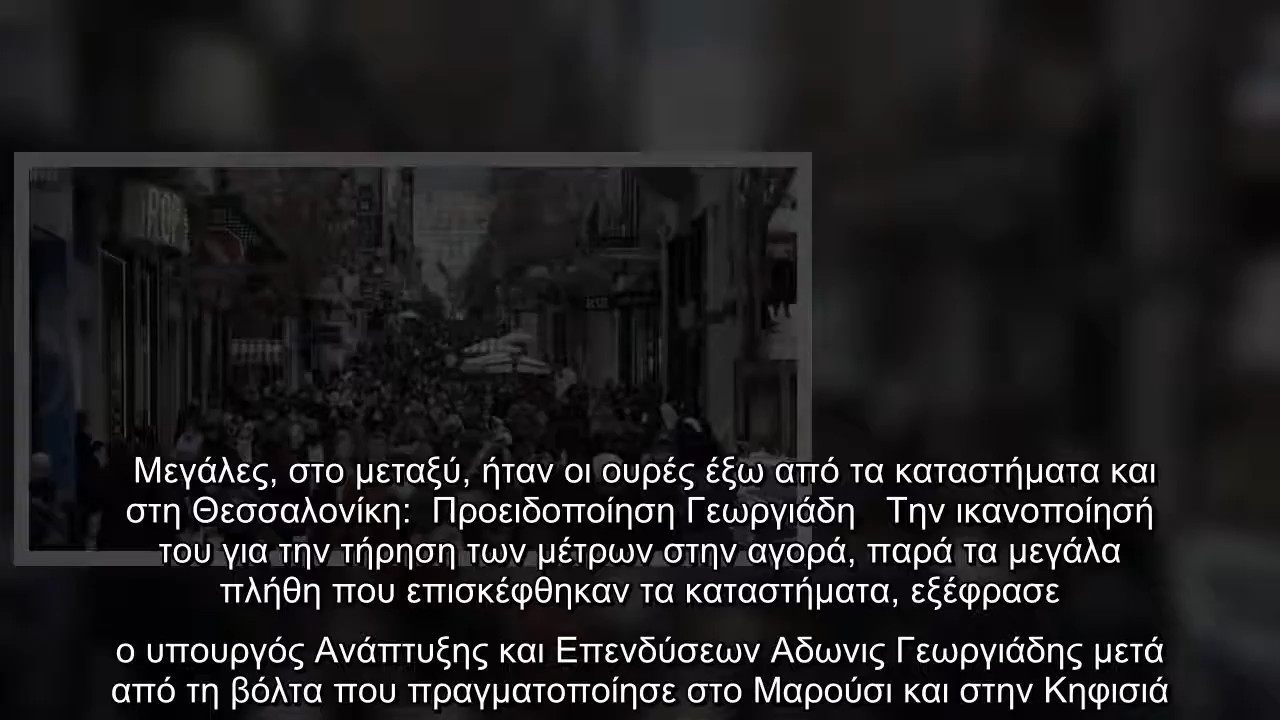 Μεγάλες, στο μεταξύ, ήταν οι ουρές έξω από τα καταστήματα και
στη Θεσσαλονίκη:  Προειδοποίηση Γεωργιάδη   Την ικανοποίησή
του για την τήρηση των μέτρων στην αγορά, παρά τα μεγάλα
πλήθη που επισκέφθηκαν τα καταστήματα, εξέφρασε
ο υπουργός Ανάπτυξης και Επενδύσεων Αδωνις Γεωργιάδης μετά
από τη βόλτα που πραγματοποίησε στο Μαρούσι και στην Κηφισιά